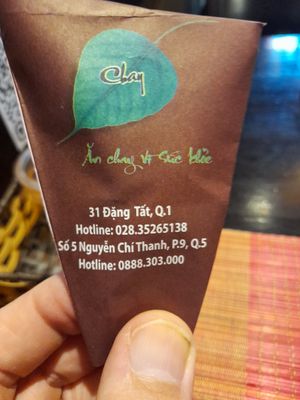 Chay
Ăn chay Vì Sức khỏe
31 Đặng Tất, Q.1
Hotline: 028.35265138
Số 5 Nguyễn Chí Thanh, P.9, Q.5
Hotline: 0888.303.000